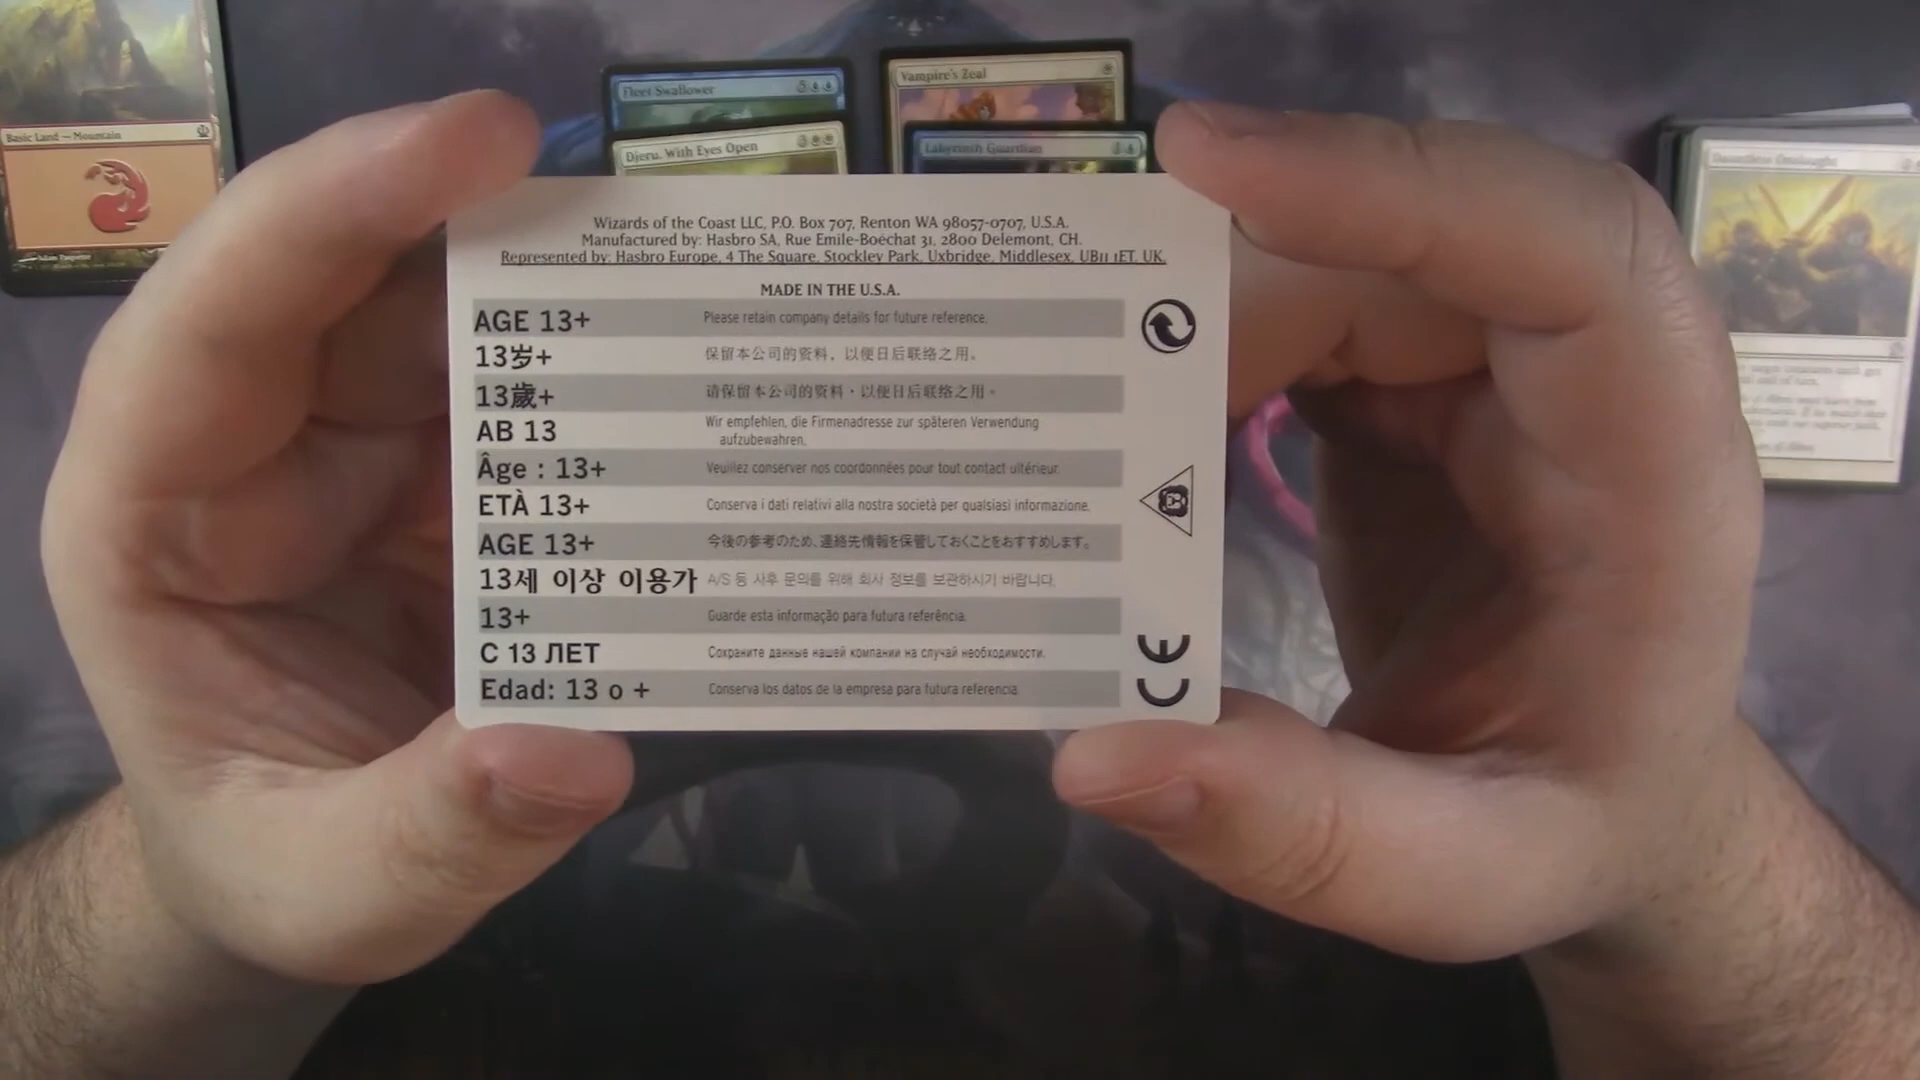 Fleet Swallower
Vampire's Zeal
Djeru, With Eyes Open
Labyrinth Guardian
Basic Land — Mountain
Adam Paquette
Dauntless Onslaught
Wizards of the Coast LLC, P.O. Box 707, Renton WA 98057-0707, U.S.A.
Manufactured by: Hasbro SA, Rue Emile-Boéchat 31, 2800 Delemont, CH.
Represented by: Hasbro Europe, 4 The Square, Stockley Park, Uxbridge, Middlesex, UB11 1ET, UK.
MADE IN THE U.S.A.
AGE 13+ Please retain company details for future reference.
13岁+ 保留本公司的资料，以便日后联络之用。
13歲+ 请保留本公司的资料，以便日后联络之用。
AB 13 Wir empfehlen, die Firmenadresse zur späteren Verwendung
aufzubewahren.
Âge : 13+ Veuillez conserver nos coordonnées pour tout contact ultérieur.
ETÀ 13+ Conserva i dati relativi alla nostra società per qualsiasi informazione.
AGE 13+ 今後の参考のため、連絡先情報を保管しておくことをおすすめします。
13세 이상 이용가 A/S 등 사후 문의를 위해 회사 정보를 보관하시기 바랍니다.
13+ Guarde esta informação para futura referência.
С 13 ЛЕТ Сохраните данные нашей компании на случай необходимости.
Edad: 13 o + Conserva los datos de la empresa para futura referencia.
CE